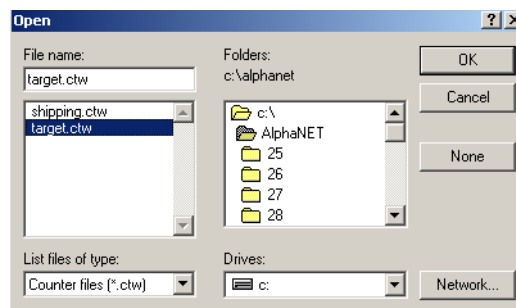 Open
File name:
target.ctw
shipping.ctw
target.ctw
List files of type:
Counter files (*.ctw)
Folders:
c:\alphanet
c:\
AlphaNET
25
26
27
28
Drives:
c:
OK
Cancel
None
Network...